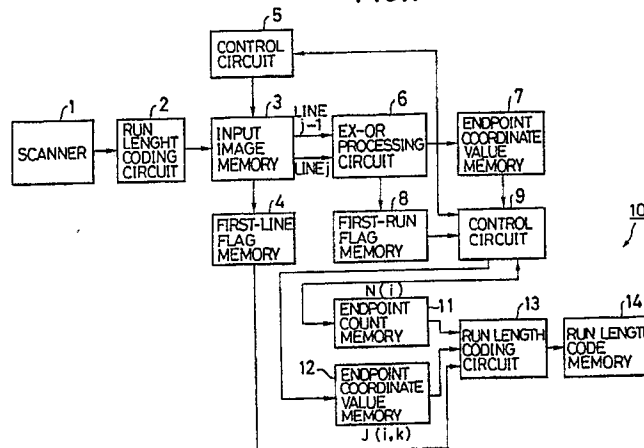 5
CONTROL
CIRCUIT
1
SCANNER
2
RUN
LENGHT
CODING
CIRCUIT
3
INPUT
IMAGE
MEMORY
LINE
j-1
LINE j
6
EX-OR
PROCESSING
CIRCUIT
7
ENDPOINT
COORDINATE
VALUE
MEMORY
4
FIRST-LINE
FLAG
MEMORY
8
FIRST-RUN
FLAG
MEMORY
9
CONTROL
CIRCUIT
10
N(i)
11
ENDPOINT
COUNT
MEMORY
12
ENDPOINT
COORDINATE
VALUE
MEMORY
J(i,k)
13
RUN LENGTH
CODING
CIRCUIT
14
RUN LENGTH
CODE
MEMORY